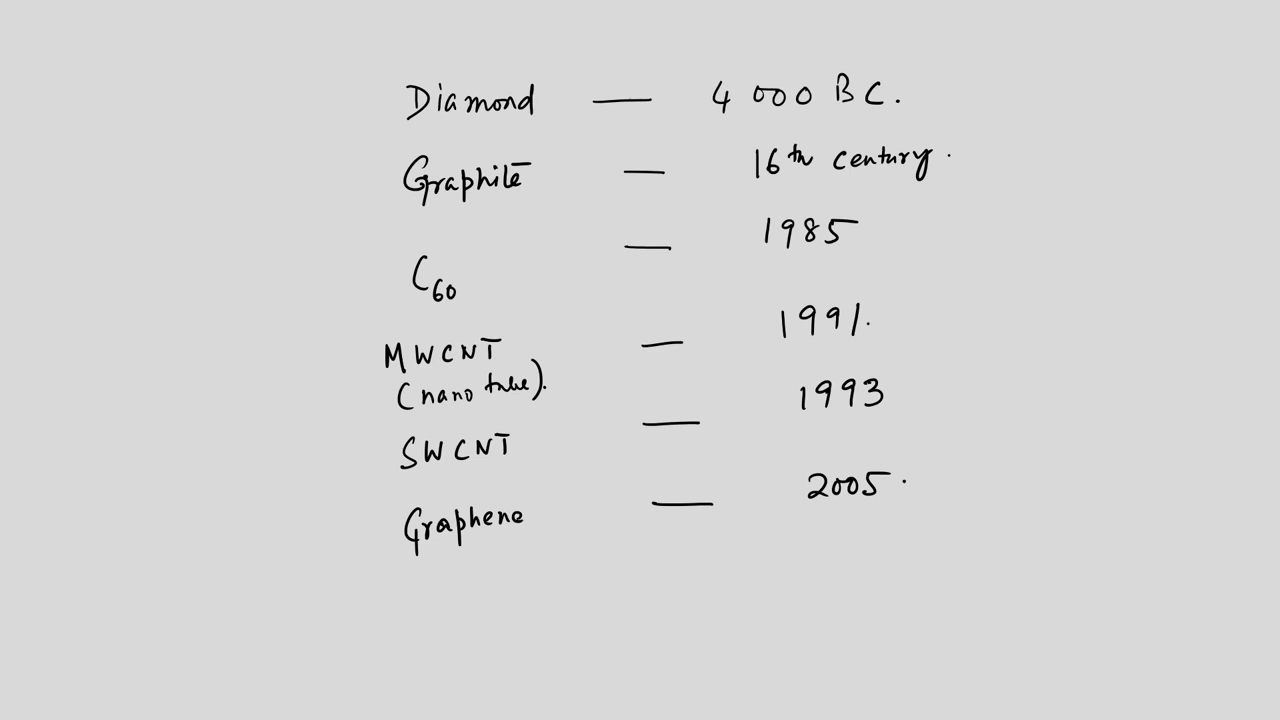 Diamond — 4000 BC.
Graphite — 16th century.
C60 — 1985
MWCNT — 1991.
(nano tube).
SWCNT — 1993
Graphene — 2005.